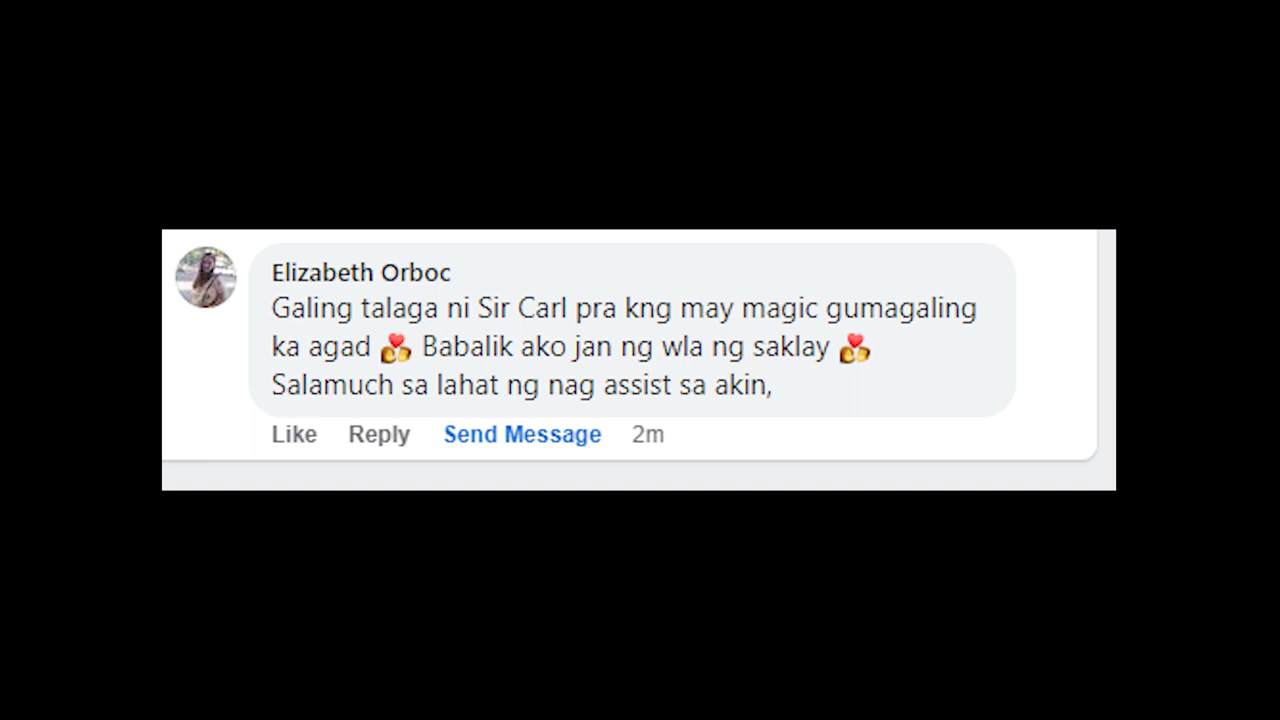 Elizabeth Orboc
Galing talaga ni Sir Carl pra kng may magic gumagaling
ka agad 💏 Babalik ako jan ng wla ng saklay 💏
Salamuch sa lahat ng nag assist sa akin,
Like Reply Send Message 2m